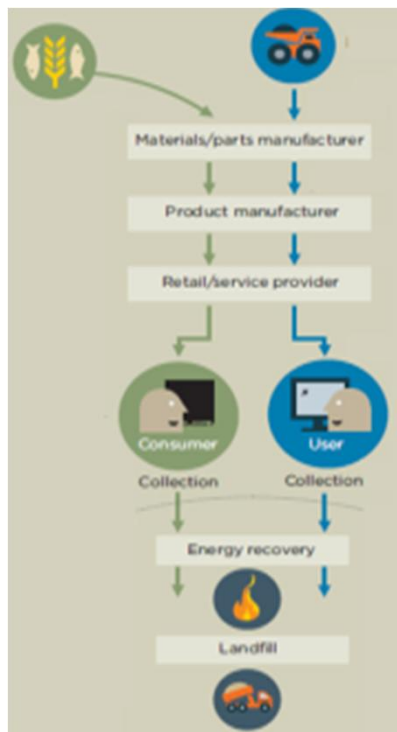 Materials/parts manufacturer
Product manufacturer
Retail/service provider
Consumer
User
Collection
Collection
Energy recovery
Landfill